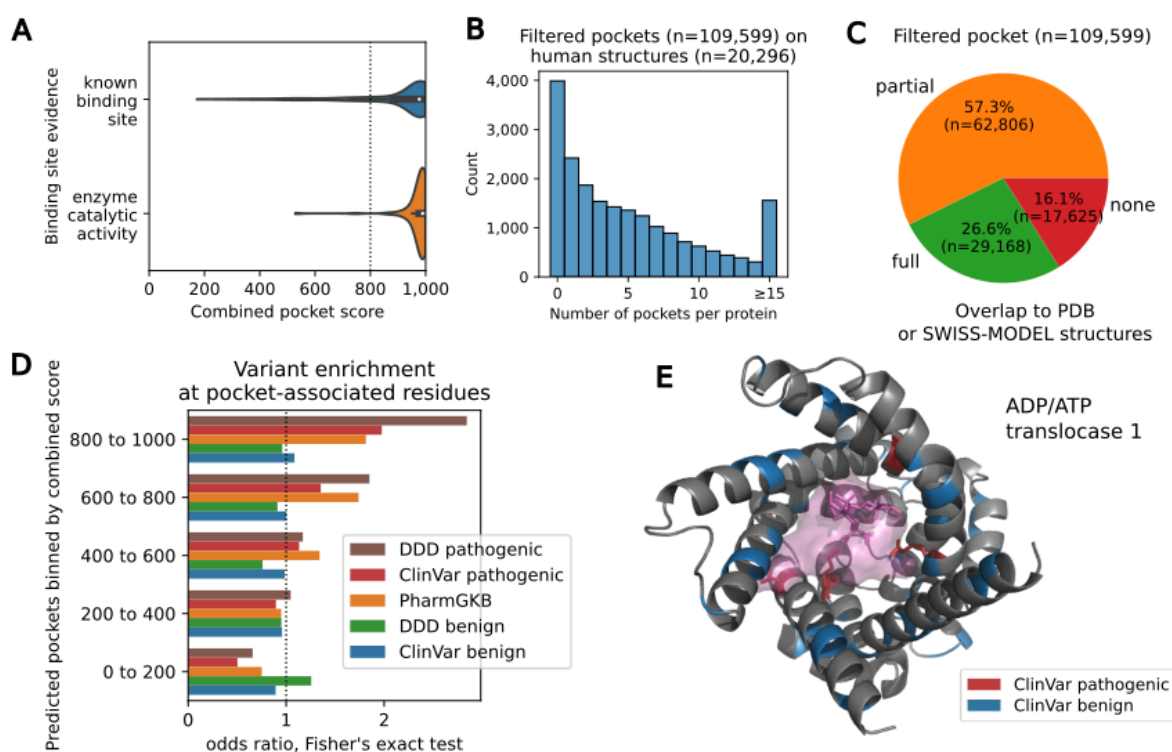 A
Binding site evidence
known
binding
site
enzyme
catalytic
activity
0 200 400 600 800 1,000
Combined pocket score
B
Filtered pockets (n=109,599) on
human structures (n=20,296)
Count
4,000
3,000
2,000
1,000
0
0 5 10 ≥15
Number of pockets per protein
C
Filtered pocket (n=109,599)
partial
57.3%
(n=62,806)
16.1%
(n=17,625)
none
26.6%
(n=29,168)
full
Overlap to PDB
or SWISS-MODEL structures
D
Variant enrichment
at pocket-associated residues
Predicted pockets binned by combined score
800 to 1000
600 to 800
400 to 600
200 to 400
0 to 200
DDD pathogenic
ClinVar pathogenic
PharmGKB
DDD benign
ClinVar benign
0 1 2
odds ratio, Fisher's exact test
E
ADP/ATP
translocase 1
ClinVar pathogenic
ClinVar benign